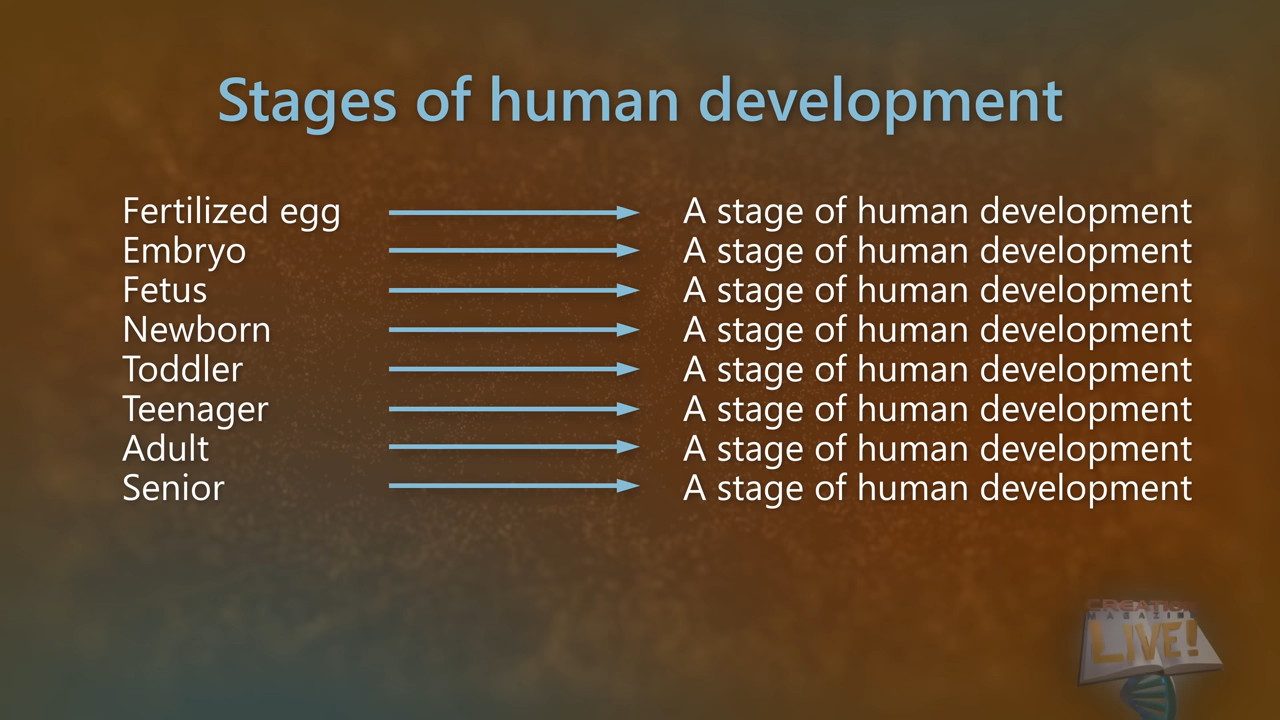 Stages of human development
Fertilized egg A stage of human development
Embryo A stage of human development
Fetus A stage of human development
Newborn A stage of human development
Toddler A stage of human development
Teenager A stage of human development
Adult A stage of human development
Senior A stage of human development
CREATION
MAGAZINE
LIVE!